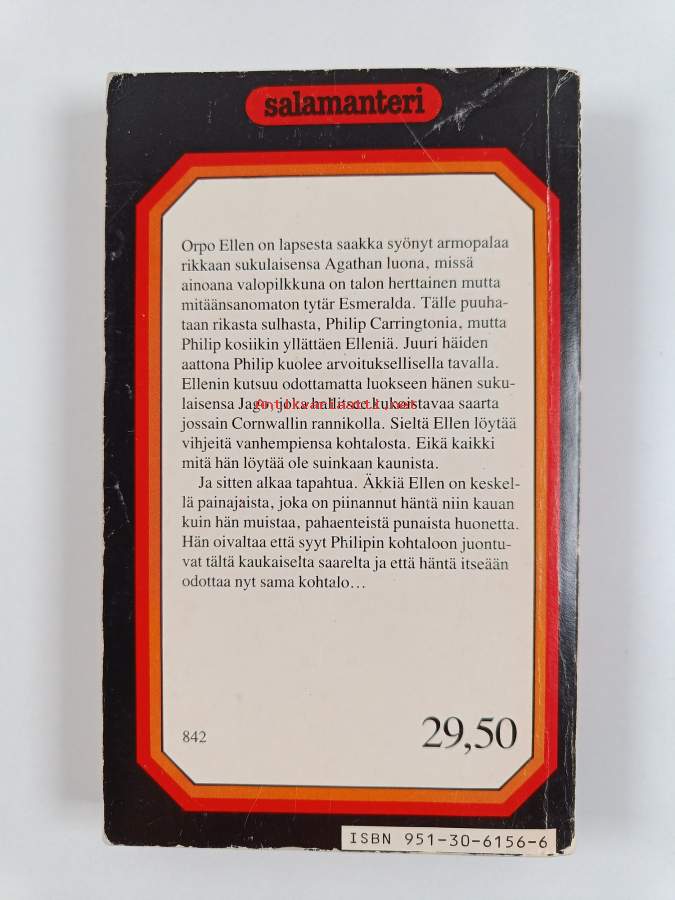 salamanteri
Orpo Ellen on lapsesta saakka syönyt armopalaa
rikkaan sukulaisensa Agathan luona, missä
ainoana valopilkkuna on talon herttainen mutta
mitäänsanomaton tytär Esmeralda. Tälle puuha-
taan rikasta sulhasta, Philip Carringtonia, mutta
Philip kosiikin yllättäen Elleniä. Juuri häiden
aattona Philip kuolee arvoituksellisella tavalla.
Ellenin kutsuu odottamatta luokseen hänen suku-
laisensa Jago, joka hallitsee kukoistavaa saarta
jossain Cornwallin rannikolla. Sieltä Ellen löytää
vihjeitä vanhempiensa kohtalosta. Eikä kaikki
mitä hän löytää ole suinkaan kaunista.
Ja sitten alkaa tapahtua. Äkkiä Ellen on keskel-
lä painajaista, joka on piinannut häntä niin kauan
kuin hän muistaa, pahaenteistä punaista huonetta.
Hän oivaltaa että syyt Philipin kohtaloon juontu-
vat tältä kaukaiselta saarelta ja että häntä itseään
odottaa nyt sama kohtalo...
842
29,50
ISBN 951-30-6156-6